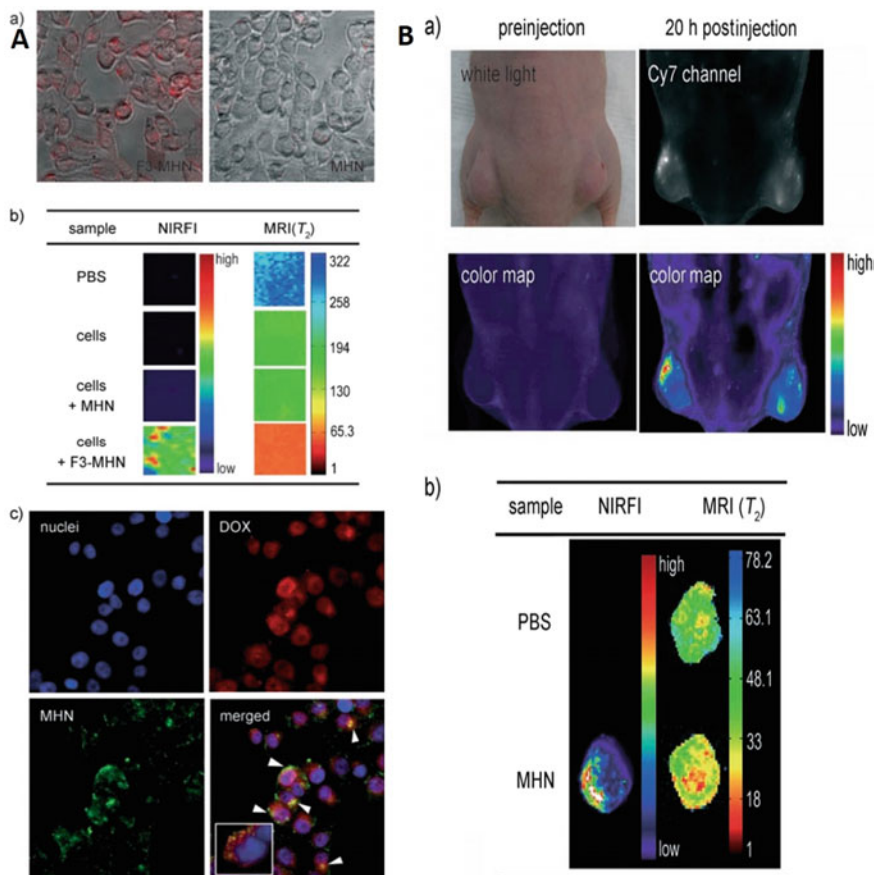 a)
A
F3-MHN
MHN
b)
sample NIRFI MRI(T₂)
PBS
cells
cells
+ MHN
cells
+ F3-MHN
high
low
322
258
194
130
65.3
1
c)
nuclei
DOX
MHN
merged
B
a)
preinjection
20 h postinjection
white light
Cy7 channel
color map
color map
high
low
b)
sample NIRFI MRI (T₂)
PBS
MHN
high
low
78.2
63.1
48.1
33
18
1